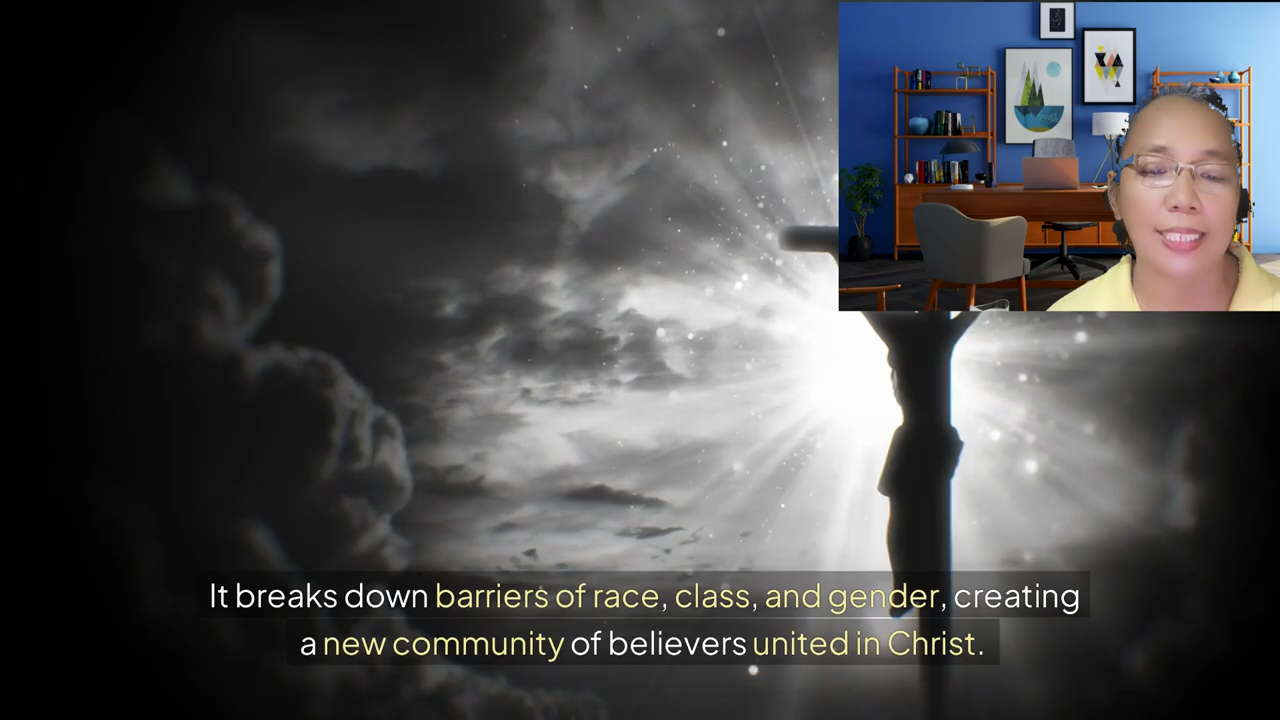 It breaks down barriers of race, class, and gender, creating
a new community of believers united in Christ.